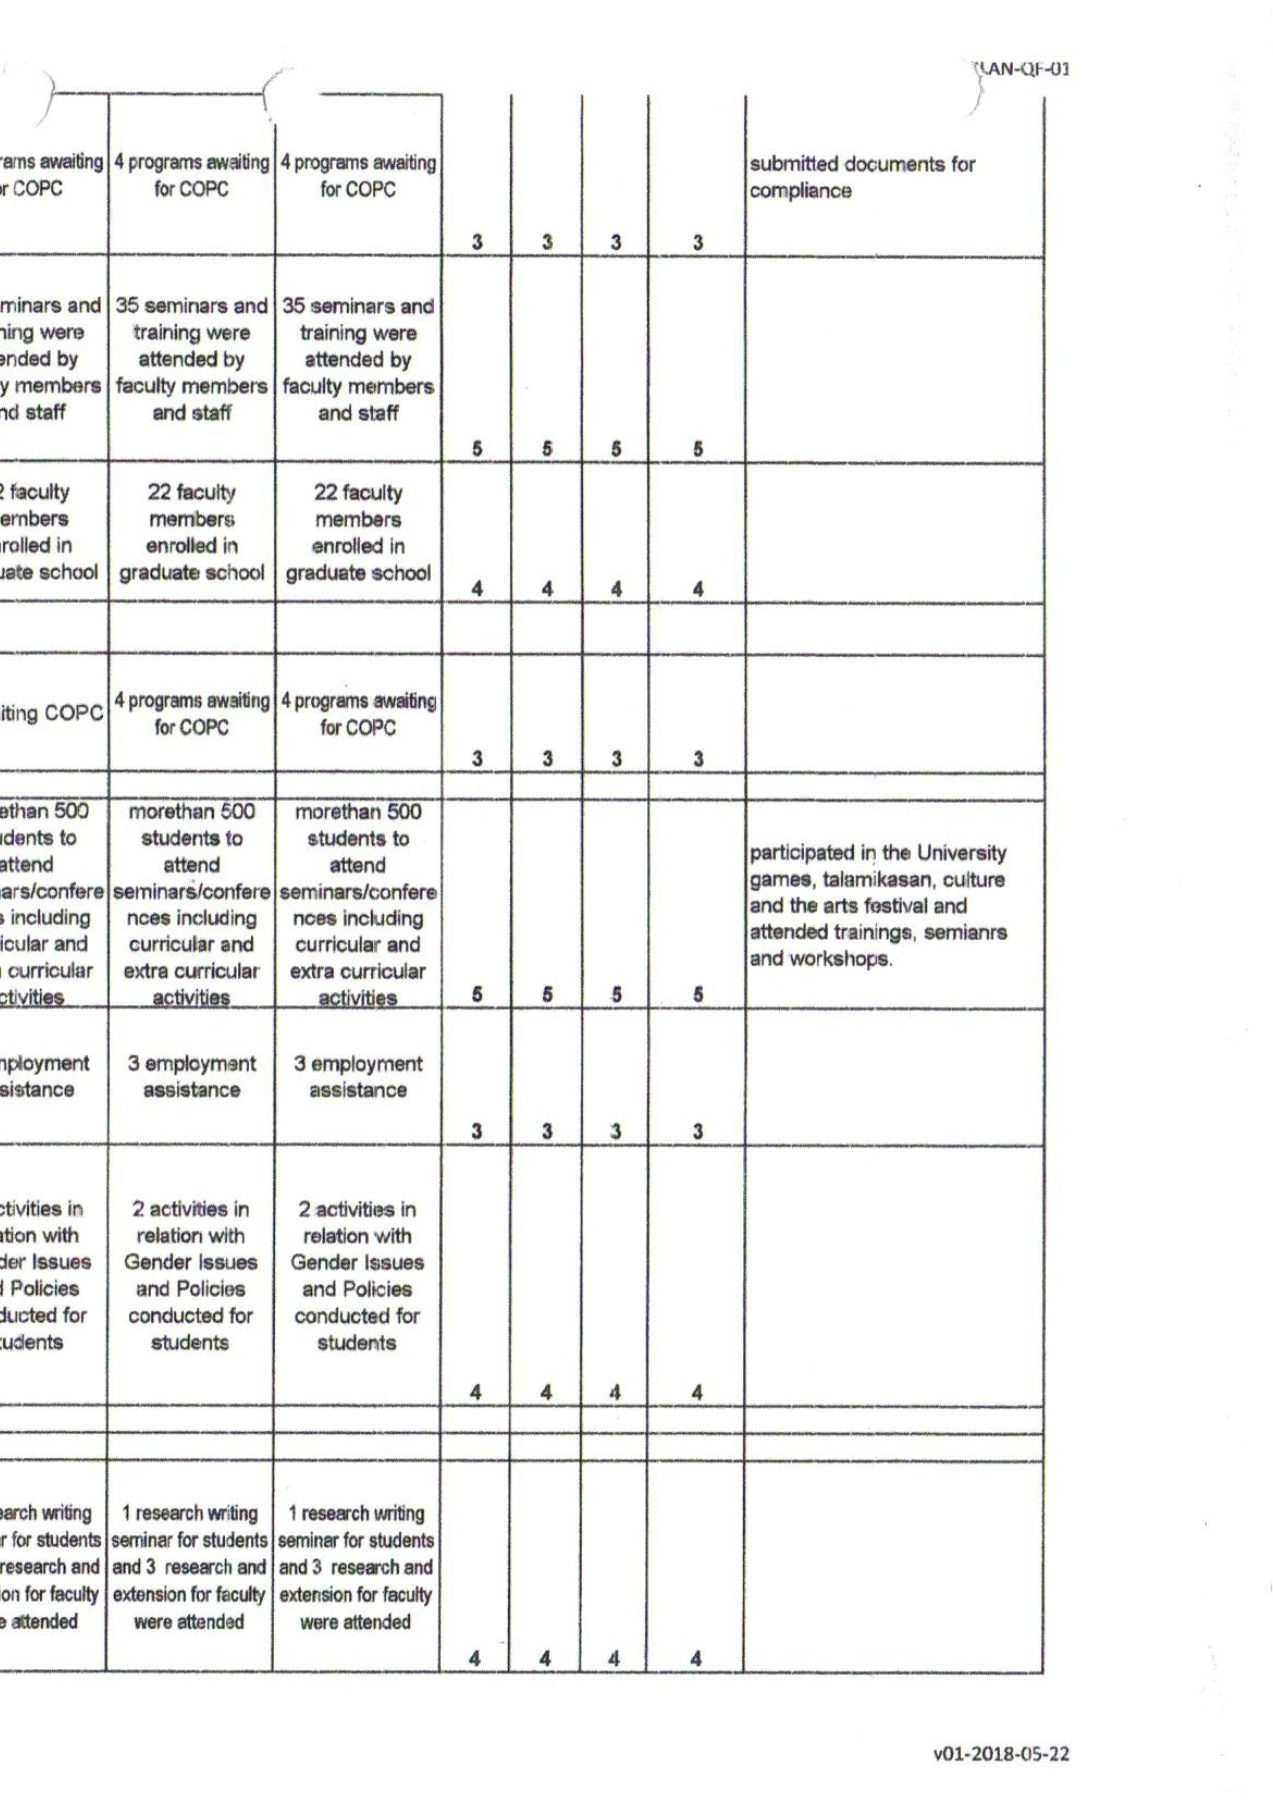 LAN-QF-01
rams awaiting
r COPC
4 programs awaiting
for COPC
4 programs awaiting
for COPC
3
3
3
3
submitted documents for
compliance
minars and
ning were
ended by
y members
nd staff
35 seminars and
training were
attended by
faculty members
and staff
35 seminars and
training were
attended by
faculty members
and staff
5
5
5
5
2 faculty
embers
rolled in
uate school
22 faculty
members
enrolled in
graduate school
22 faculty
members
enrolled in
graduate school
4
4
4
4
iting COPC
4 programs awaiting
for COPC
4 programs awaiting
for COPC
3
3
3
3
ethan 500
udents to
attend
ars/confere
s including
icular and
curricular
ctivities
morethan 500
students to
attend
seminars/confere
nces including
curricular and
extra curricular
activities
morethan 500
students to
attend
seminars/confere
nces including
curricular and
extra curricular
activities
5
5
5
5
participated in the University
games, talamikasan, culture
and the arts festival and
attended trainings, semianrs
and workshops.
nployment
sistance
3 employment
assistance
3 employment
assistance
3
3
3
3
ctivities in
ation with
der Issues
d Policies
ducted for
tudents
2 activities in
relation with
Gender Issues
and Policies
conducted for
students
2 activities in
relation with
Gender Issues
and Policies
conducted for
students
4
4
4
4
earch writing
r for students
research and
ion for faculty
e attended
1 research writing
seminar for students
and 3 research and
extension for faculty
were attended
1 research writing
seminar for students
and 3 research and
extension for faculty
were attended
4
4
4
4
v01-2018-05-22